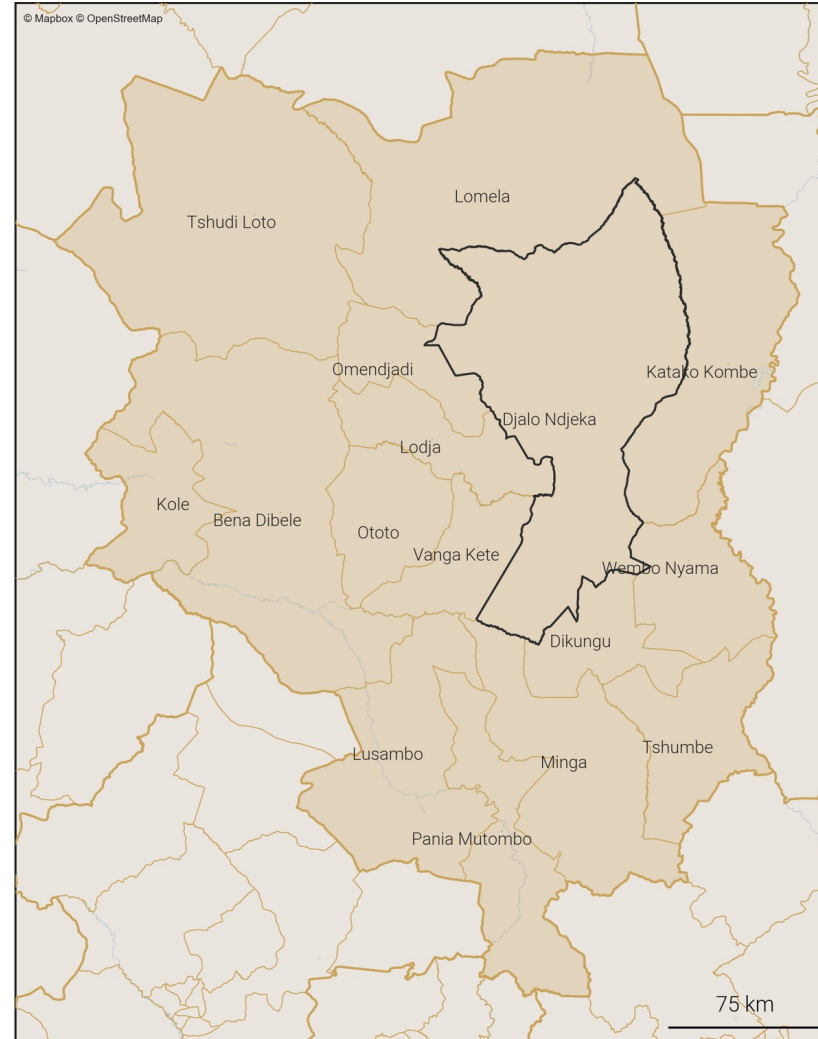 © Mapbox © OpenStreetMap
Lomela
Tshudi Loto
Omendjadi
Katako Kombe
Djalo Ndjeka
Lodja
Kole
Bena Dibele
Ototo
Vanga Kete
Wembo Nyama
Dikungu
Lusambo
Minga
Tshumbe
Pania Mutombo
75 km